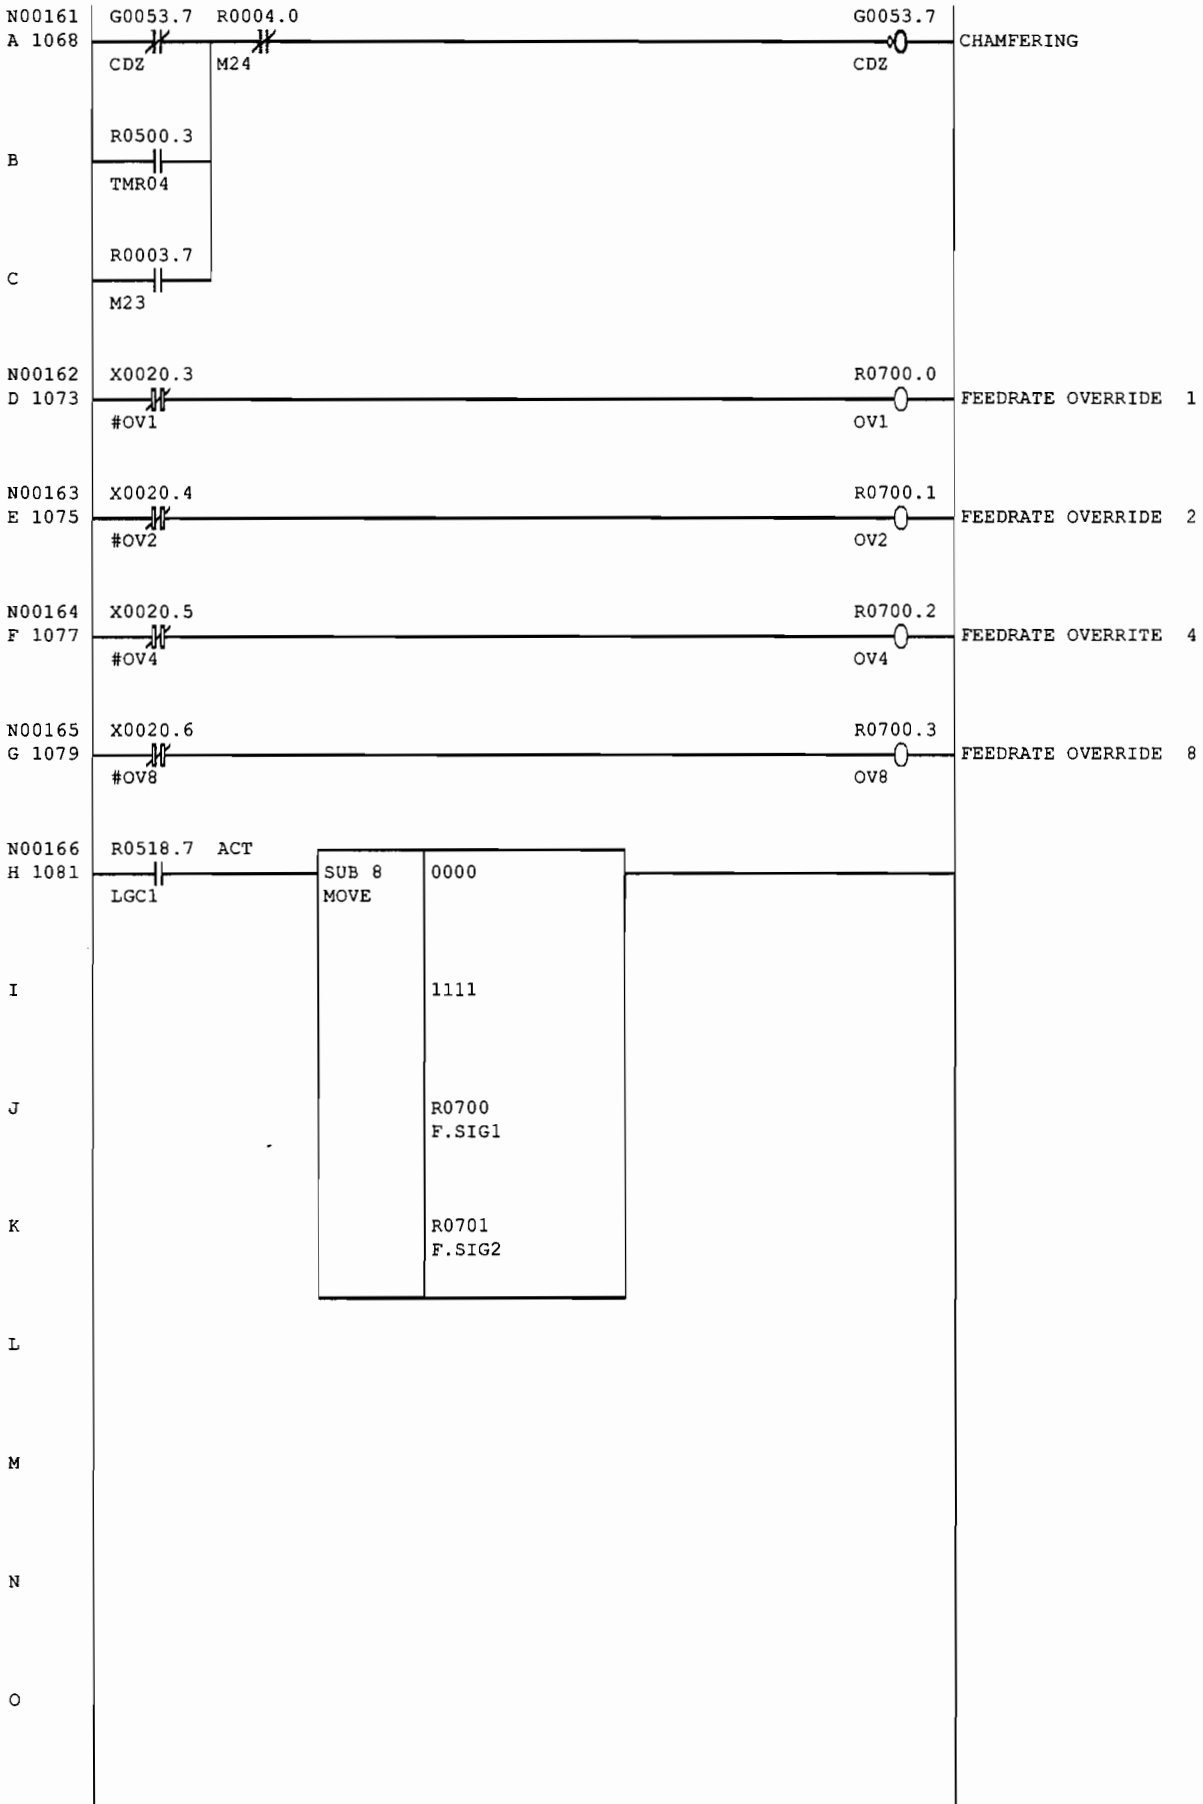 N00161 G0053.7 R0004.0 G0053.7
A 1068 CHAMFERING
CDZ M24 CDZ
R0500.3
B
TMR04
R0003.7
C
M23
N00162 X0020.3 R0700.0
D 1073 FEEDRATE OVERRIDE 1
#OV1 OV1
N00163 X0020.4 R0700.1
E 1075 FEEDRATE OVERRIDE 2
#OV2 OV2
N00164 X0020.5 R0700.2
F 1077 FEEDRATE OVERRITE 4
#OV4 OV4
N00165 X0020.6 R0700.3
G 1079 FEEDRATE OVERRIDE 8
#OV8 OV8
N00166 R0518.7 ACT
H 1081 SUB 8 0000
LGC1 MOVE
I 1111
J R0700
F.SIG1
K R0701
F.SIG2
L
M
N
O